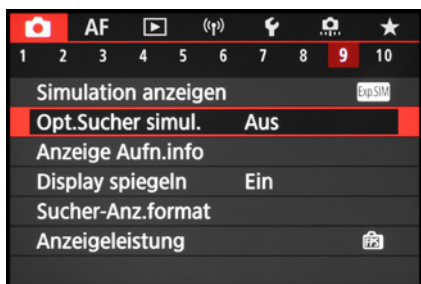 AF
1 2 3 4 5 6 7 8 9 10
Simulation anzeigen Exp.SIM
Opt.Sucher simul. Aus
Anzeige Aufn.info
Display spiegeln Ein
Sucher-Anz.format
Anzeigeleistung FPS